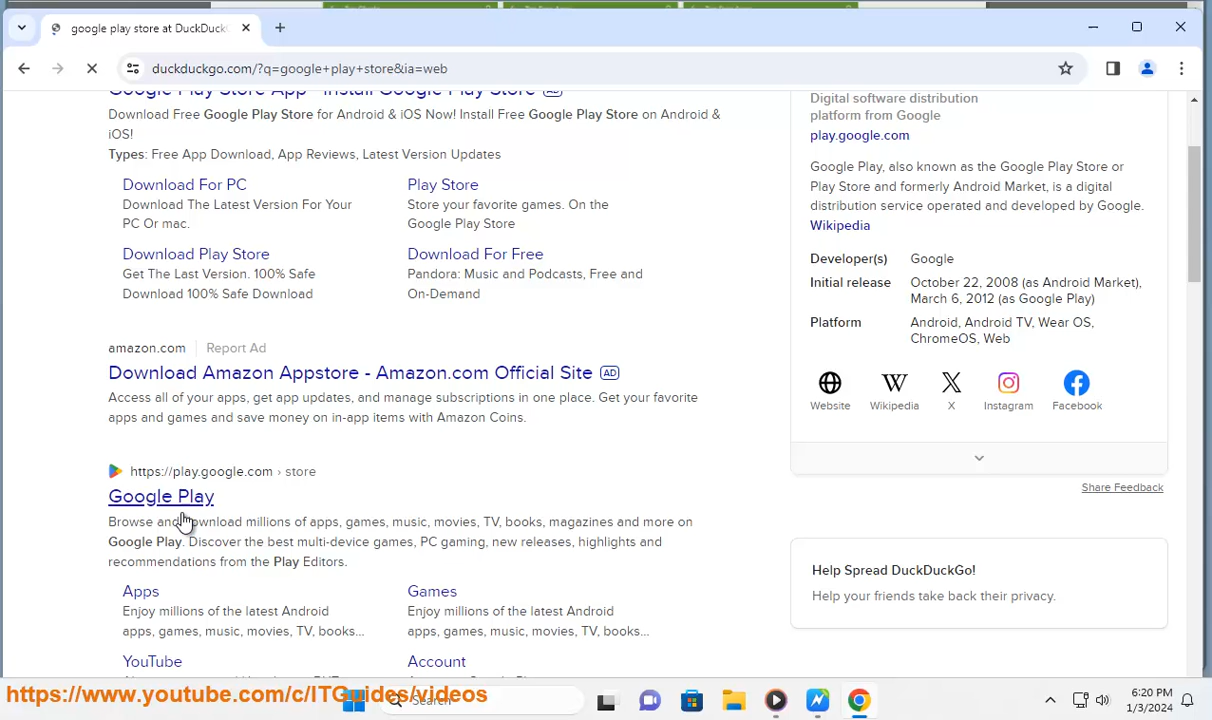 google play store at DuckDuck
duckduckgo.com/?q=google+play+store&ia=web
Google Play Store App - Install Google Play Store AD
Download Free Google Play Store for Android & iOS Now! Install Free Google Play Store on Android &
iOS!
Types: Free App Download, App Reviews, Latest Version Updates
Download For PC
Download The Latest Version For Your
PC Or mac.
Play Store
Store your favorite games. On the
Google Play Store
Download Play Store
Get The Last Version. 100% Safe
Download 100% Safe Download
Download For Free
Pandora: Music and Podcasts, Free and
On-Demand
amazon.com Report Ad
Download Amazon Appstore - Amazon.com Official Site AD
Access all of your apps, get app updates, and manage subscriptions in one place. Get your favorite
apps and games and save money on in-app items with Amazon Coins.
https://play.google.com › store
Google Play
Browse and download millions of apps, games, music, movies, TV, books, magazines and more on
Google Play. Discover the best multi-device games, PC gaming, new releases, highlights and
recommendations from the Play Editors.
Apps
Enjoy millions of the latest Android
apps, games, music, movies, TV, books...
Games
Enjoy millions of the latest Android
apps, games, music, movies, TV, books...
YouTube
Account
Digital software distribution
platform from Google
play.google.com
Google Play, also known as the Google Play Store or
Play Store and formerly Android Market, is a digital
distribution service operated and developed by Google.
Wikipedia
Developer(s) Google
Initial release October 22, 2008 (as Android Market),
March 6, 2012 (as Google Play)
Platform Android, Android TV, Wear OS,
ChromeOS, Web
Website Wikipedia X Instagram Facebook
Share Feedback
Help Spread DuckDuckGo!
Help your friends take back their privacy.
https://www.youtube.com/c/ITGuides/videos
Search
6:20 PM
1/3/2024